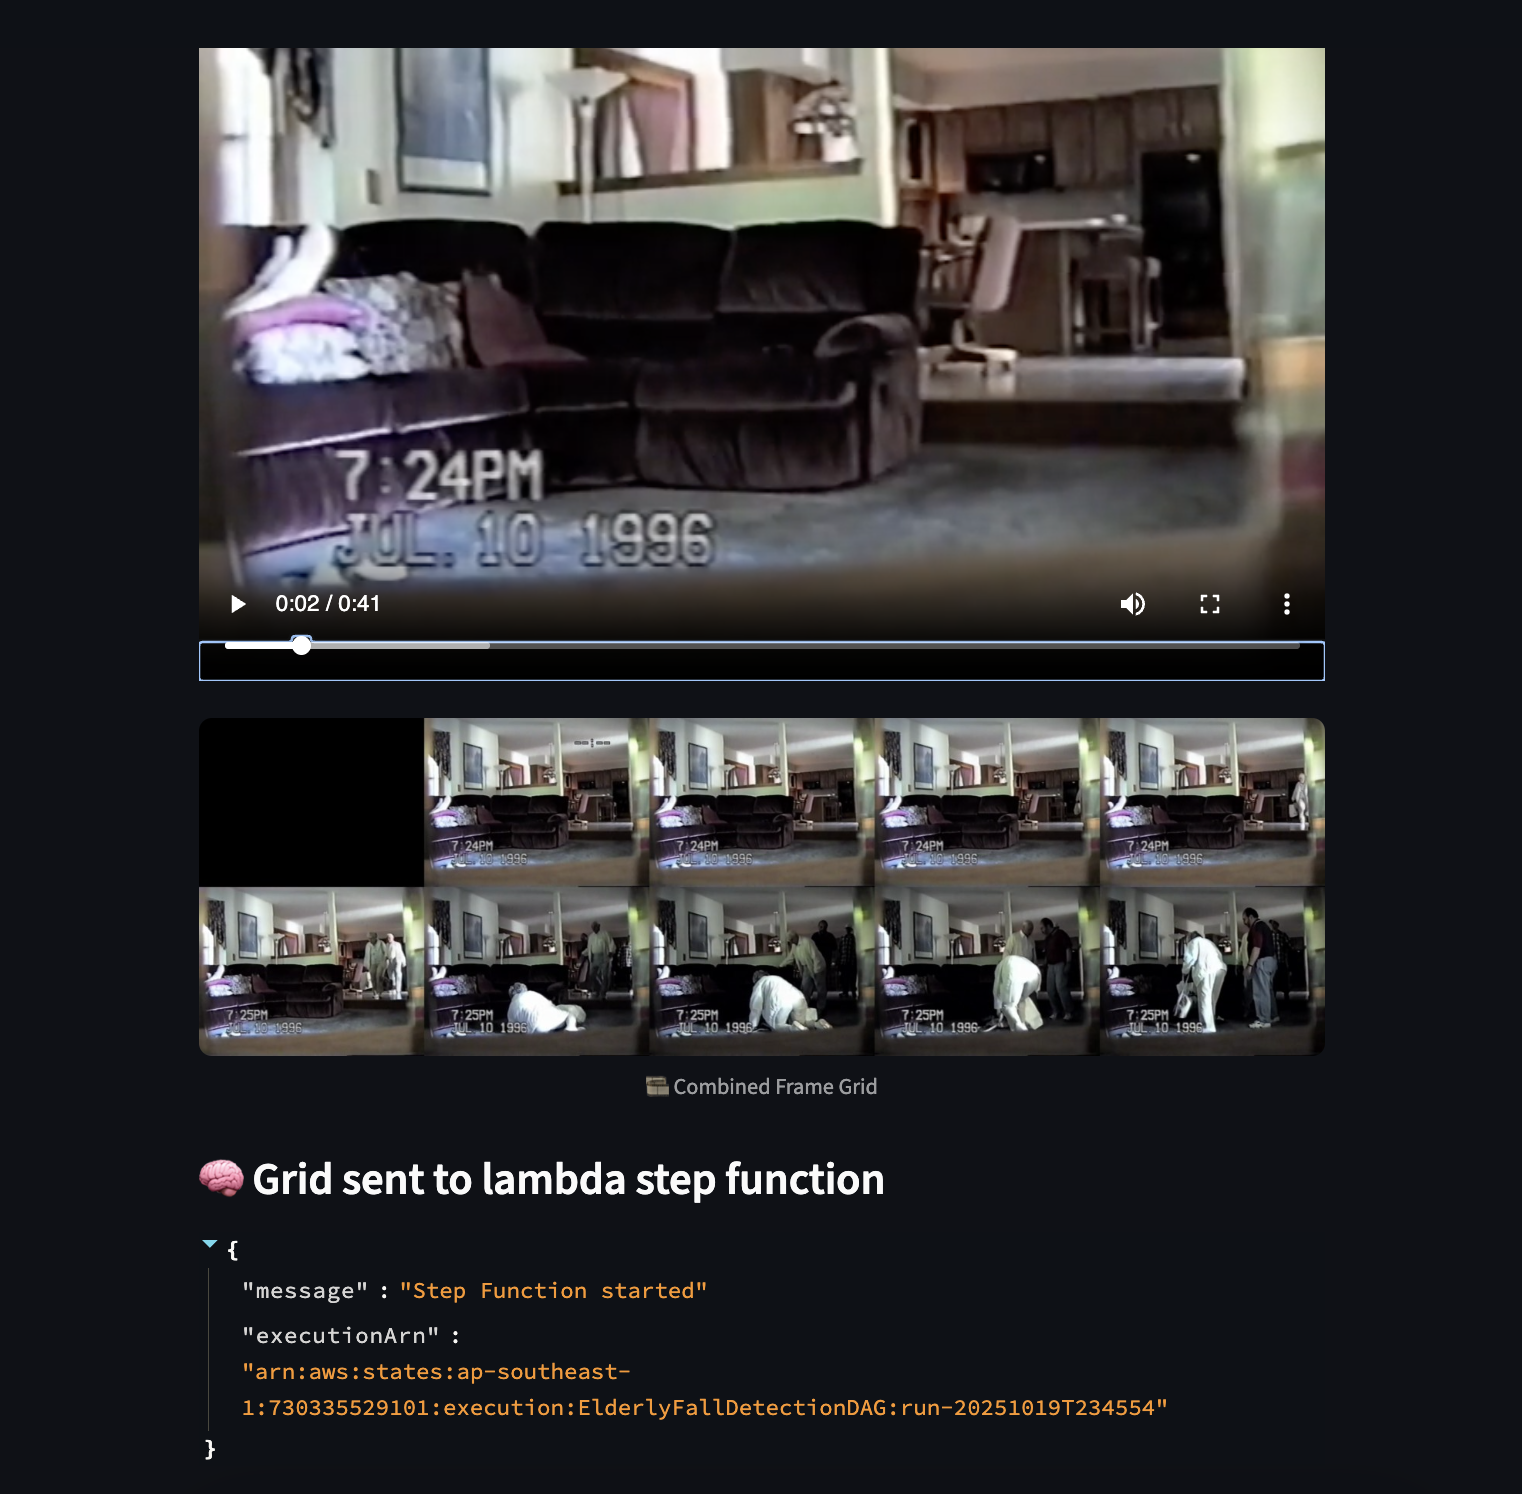 7:24PM
JUL. 10 1996
0:02 / 0:41
7:24PM
JUL 10 1996
7:24PM
JUL 10 1996
7:24PM
JUL 10 1996
7:24PM
JUL 10 1996
7:25PM
JUL 10 1996
7:25PM
JUL 10 1996
7:25PM
JUL 10 1996
7:25PM
JUL 10 1996
7:25PM
JUL 10 1996
Combined Frame Grid
Grid sent to lambda step function
{
"message" : "Step Function started"
"executionArn" :
"arn:aws:states:ap-southeast-
1:730335529101:execution:ElderlyFallDetectionDAG:run-20251019T234554"
}